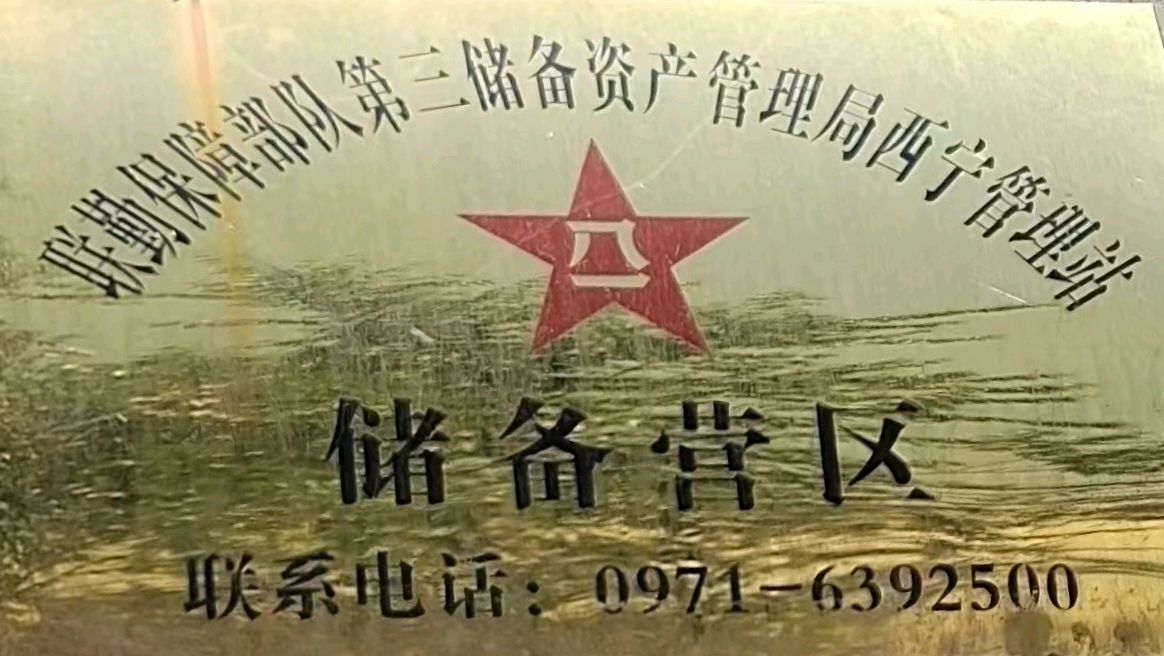 联勤保障部队第三储备资产管理局西宁管理站
八一
储备营区
联系电话：0971-6392500